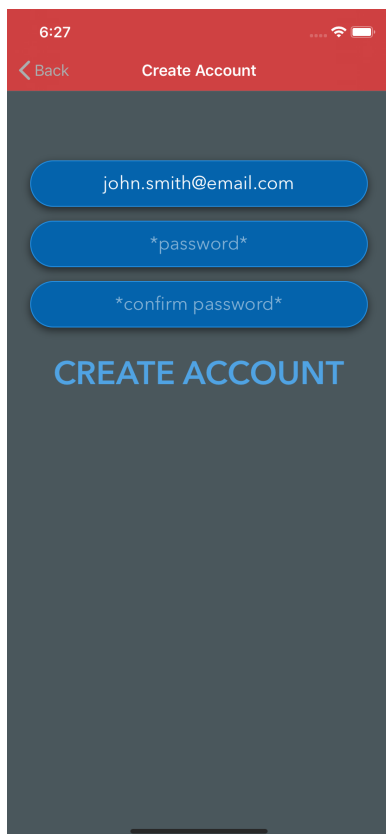 6:27
Back
Create Account
john.smith@email.com
*password*
*confirm password*
CREATE ACCOUNT